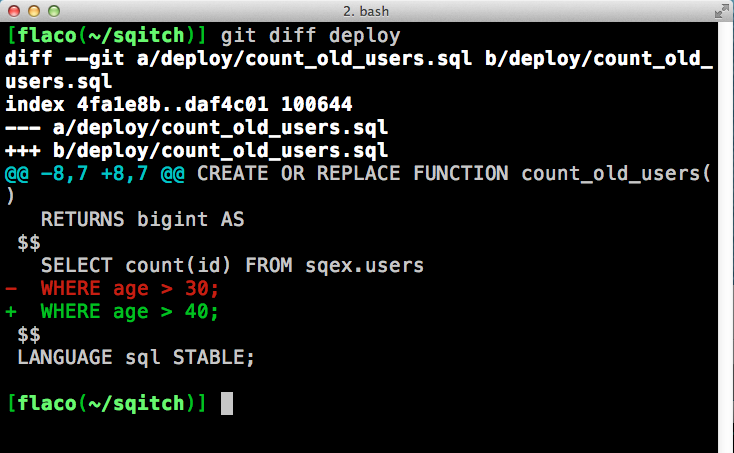 2. bash
[flaco(~/sqitch)] git diff deploy
diff --git a/deploy/count_old_users.sql b/deploy/count_old_
users.sql
index 4fa1e8b..daf4c01 100644
--- a/deploy/count_old_users.sql
+++ b/deploy/count_old_users.sql
@@ -8,7 +8,7 @@ CREATE OR REPLACE FUNCTION count_old_users(
)
   RETURNS bigint AS
 $$
   SELECT count(id) FROM sqex.users
-  WHERE age > 30;
+  WHERE age > 40;
 $$
 LANGUAGE sql STABLE;
[flaco(~/sqitch)]